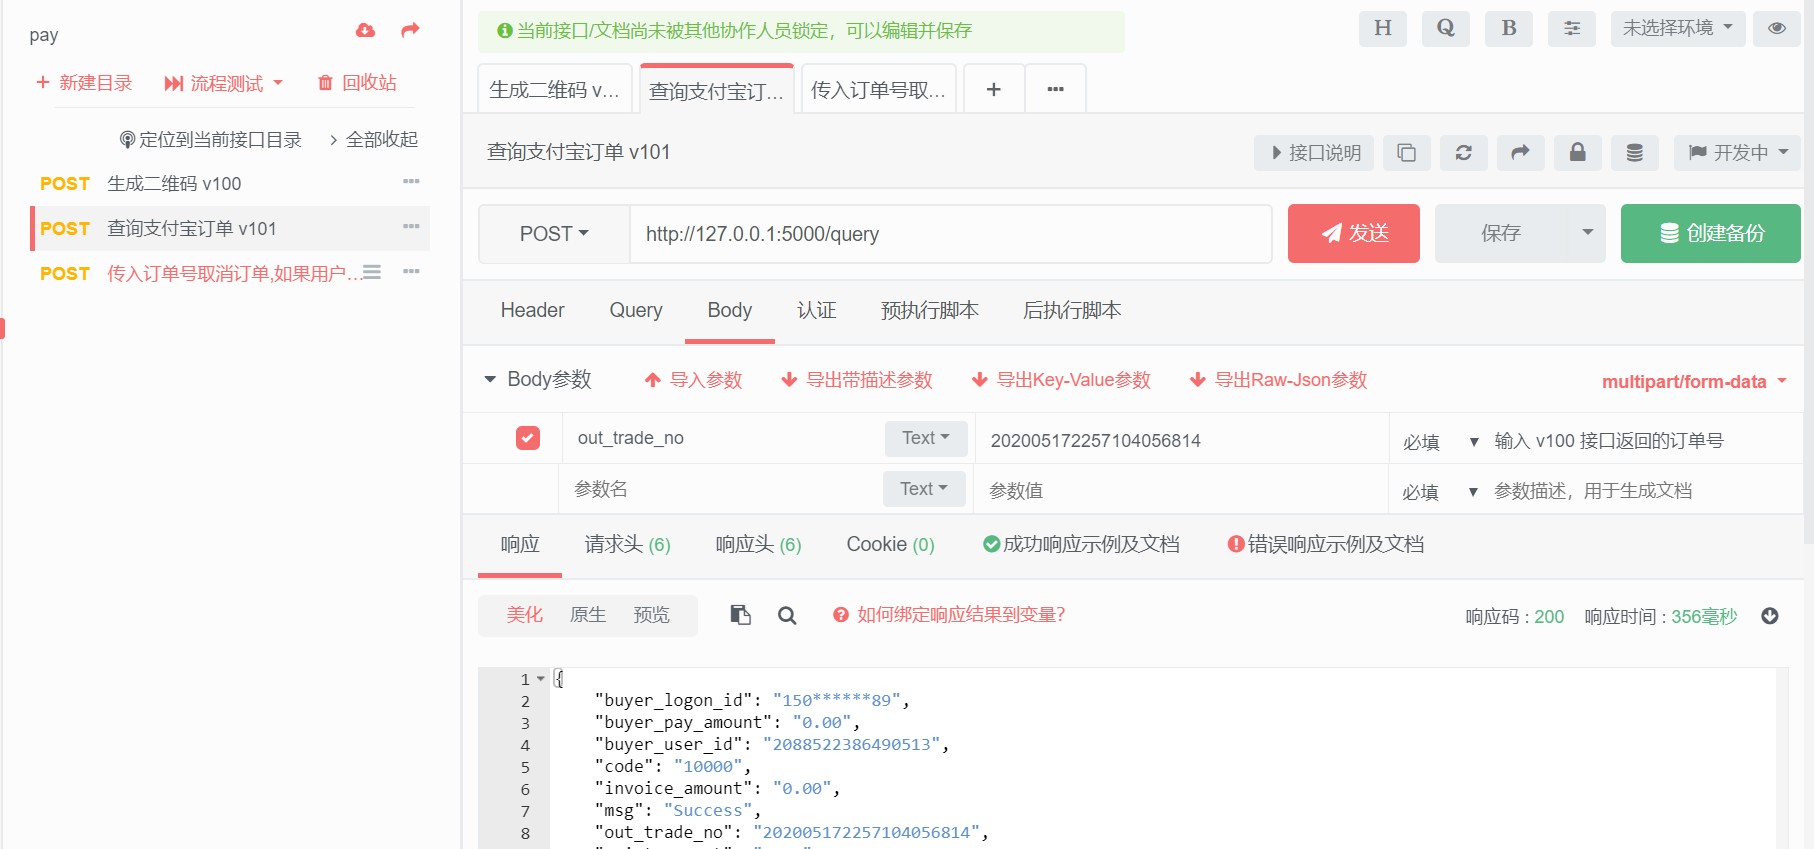 pay
新建目录 流程测试 回收站
定位到当前接口目录 全部收起
POST 生成二维码 v100
POST 查询支付宝订单 v101
POST 传入订单号取消订单,如果用户...
当前接口/文档尚未被其他协作人员锁定，可以编辑并保存
H Q B 未选择环境
生成二维码 v... 查询支付宝订... 传入订单号取...
查询支付宝订单 v101 接口说明 开发中
POST http://127.0.0.1:5000/query 发送 保存 创建备份
Header Query Body 认证 预执行脚本 后执行脚本
Body参数 导入参数 导出带描述参数 导出Key-Value参数 导出Raw-Json参数 multipart/form-data
out_trade_no Text 202005172257104056814 必填 输入 v100 接口返回的订单号
参数名 Text 参数值 必填 参数描述，用于生成文档
响应 请求头 (6) 响应头 (6) Cookie (0) 成功响应示例及文档 错误响应示例及文档
美化 原生 预览 如何绑定响应结果到变量? 响应码 : 200 响应时间 : 356毫秒
1 {
2 "buyer_logon_id": "150******89",
3 "buyer_pay_amount": "0.00",
4 "buyer_user_id": "2088522386490513",
5 "code": "10000",
6 "invoice_amount": "0.00",
7 "msg": "Success",
8 "out_trade_no": "202005172257104056814",